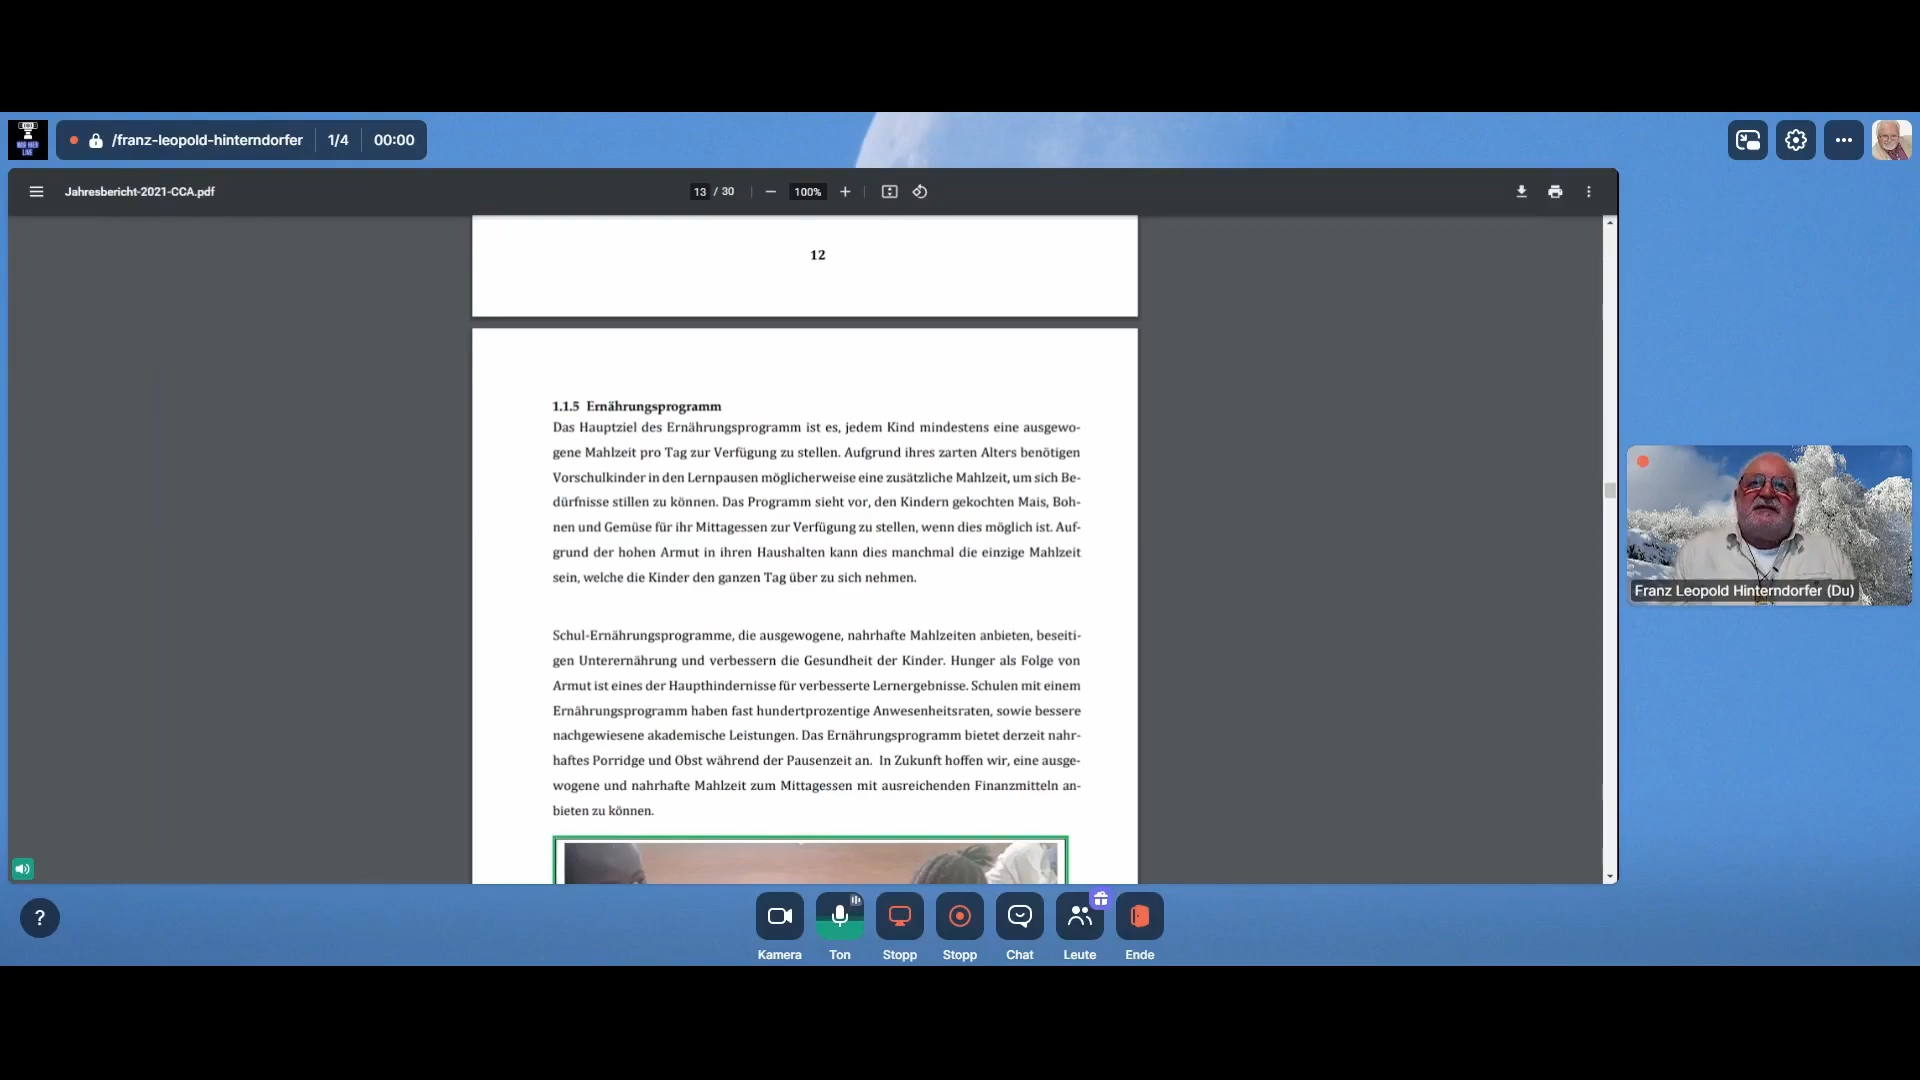 WIR HIER
LIVE
/franz-leopold-hinterndorfer
1/4
00:00
Jahresbericht-2021-CCA.pdf
13 / 30
100%
12
1.1.5 Ernährungsprogramm
Das Hauptziel des Ernährungsprogramm ist es, jedem Kind mindestens eine ausgewo-
gene Mahlzeit pro Tag zur Verfügung zu stellen. Aufgrund ihres zarten Alters benötigen
Vorschulkinder in den Lernpausen möglicherweise eine zusätzliche Mahlzeit, um sich Be-
dürfnisse stillen zu können. Das Programm sieht vor, den Kindern gekochten Mais, Boh-
nen und Gemüse für ihr Mittagessen zur Verfügung zu stellen, wenn dies möglich ist. Auf-
grund der hohen Armut in ihren Haushalten kann dies manchmal die einzige Mahlzeit
sein, welche die Kinder den ganzen Tag über zu sich nehmen.
Schul-Ernährungsprogramme, die ausgewogene, nahrhafte Mahlzeiten anbieten, beseiti-
gen Unterernährung und verbessern die Gesundheit der Kinder. Hunger als Folge von
Armut ist eines der Haupthindernisse für verbesserte Lernergebnisse. Schulen mit einem
Ernährungsprogramm haben fast hundertprozentige Anwesenheitsraten, sowie bessere
nachgewiesene akademische Leistungen. Das Ernährungsprogramm bietet derzeit nahr-
haftes Porridge und Obst während der Pausenzeit an. In Zukunft hoffen wir, eine ausge-
wogene und nahrhafte Mahlzeit zum Mittagessen mit ausreichenden Finanzmitteln an-
bieten zu können.
Franz Leopold Hinterndorfer (Du)
?
Kamera
Ton
Stopp
Stopp
Chat
Leute
Ende